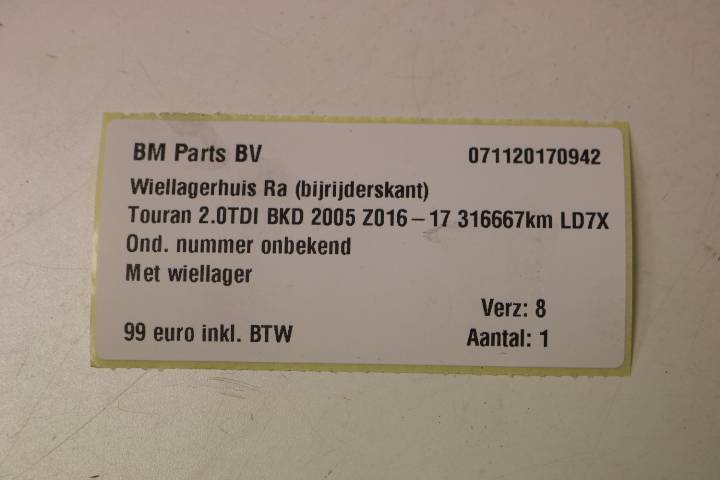 BM Parts BV 071120170942
Wiellagerhuis Ra (bijrijderskant)
Touran 2.0TDI BKD 2005 Z016-17 316667km LD7X
Ond. nummer onbekend
Met wiellager
Verz: 8
99 euro inkl. BTW Aantal: 1